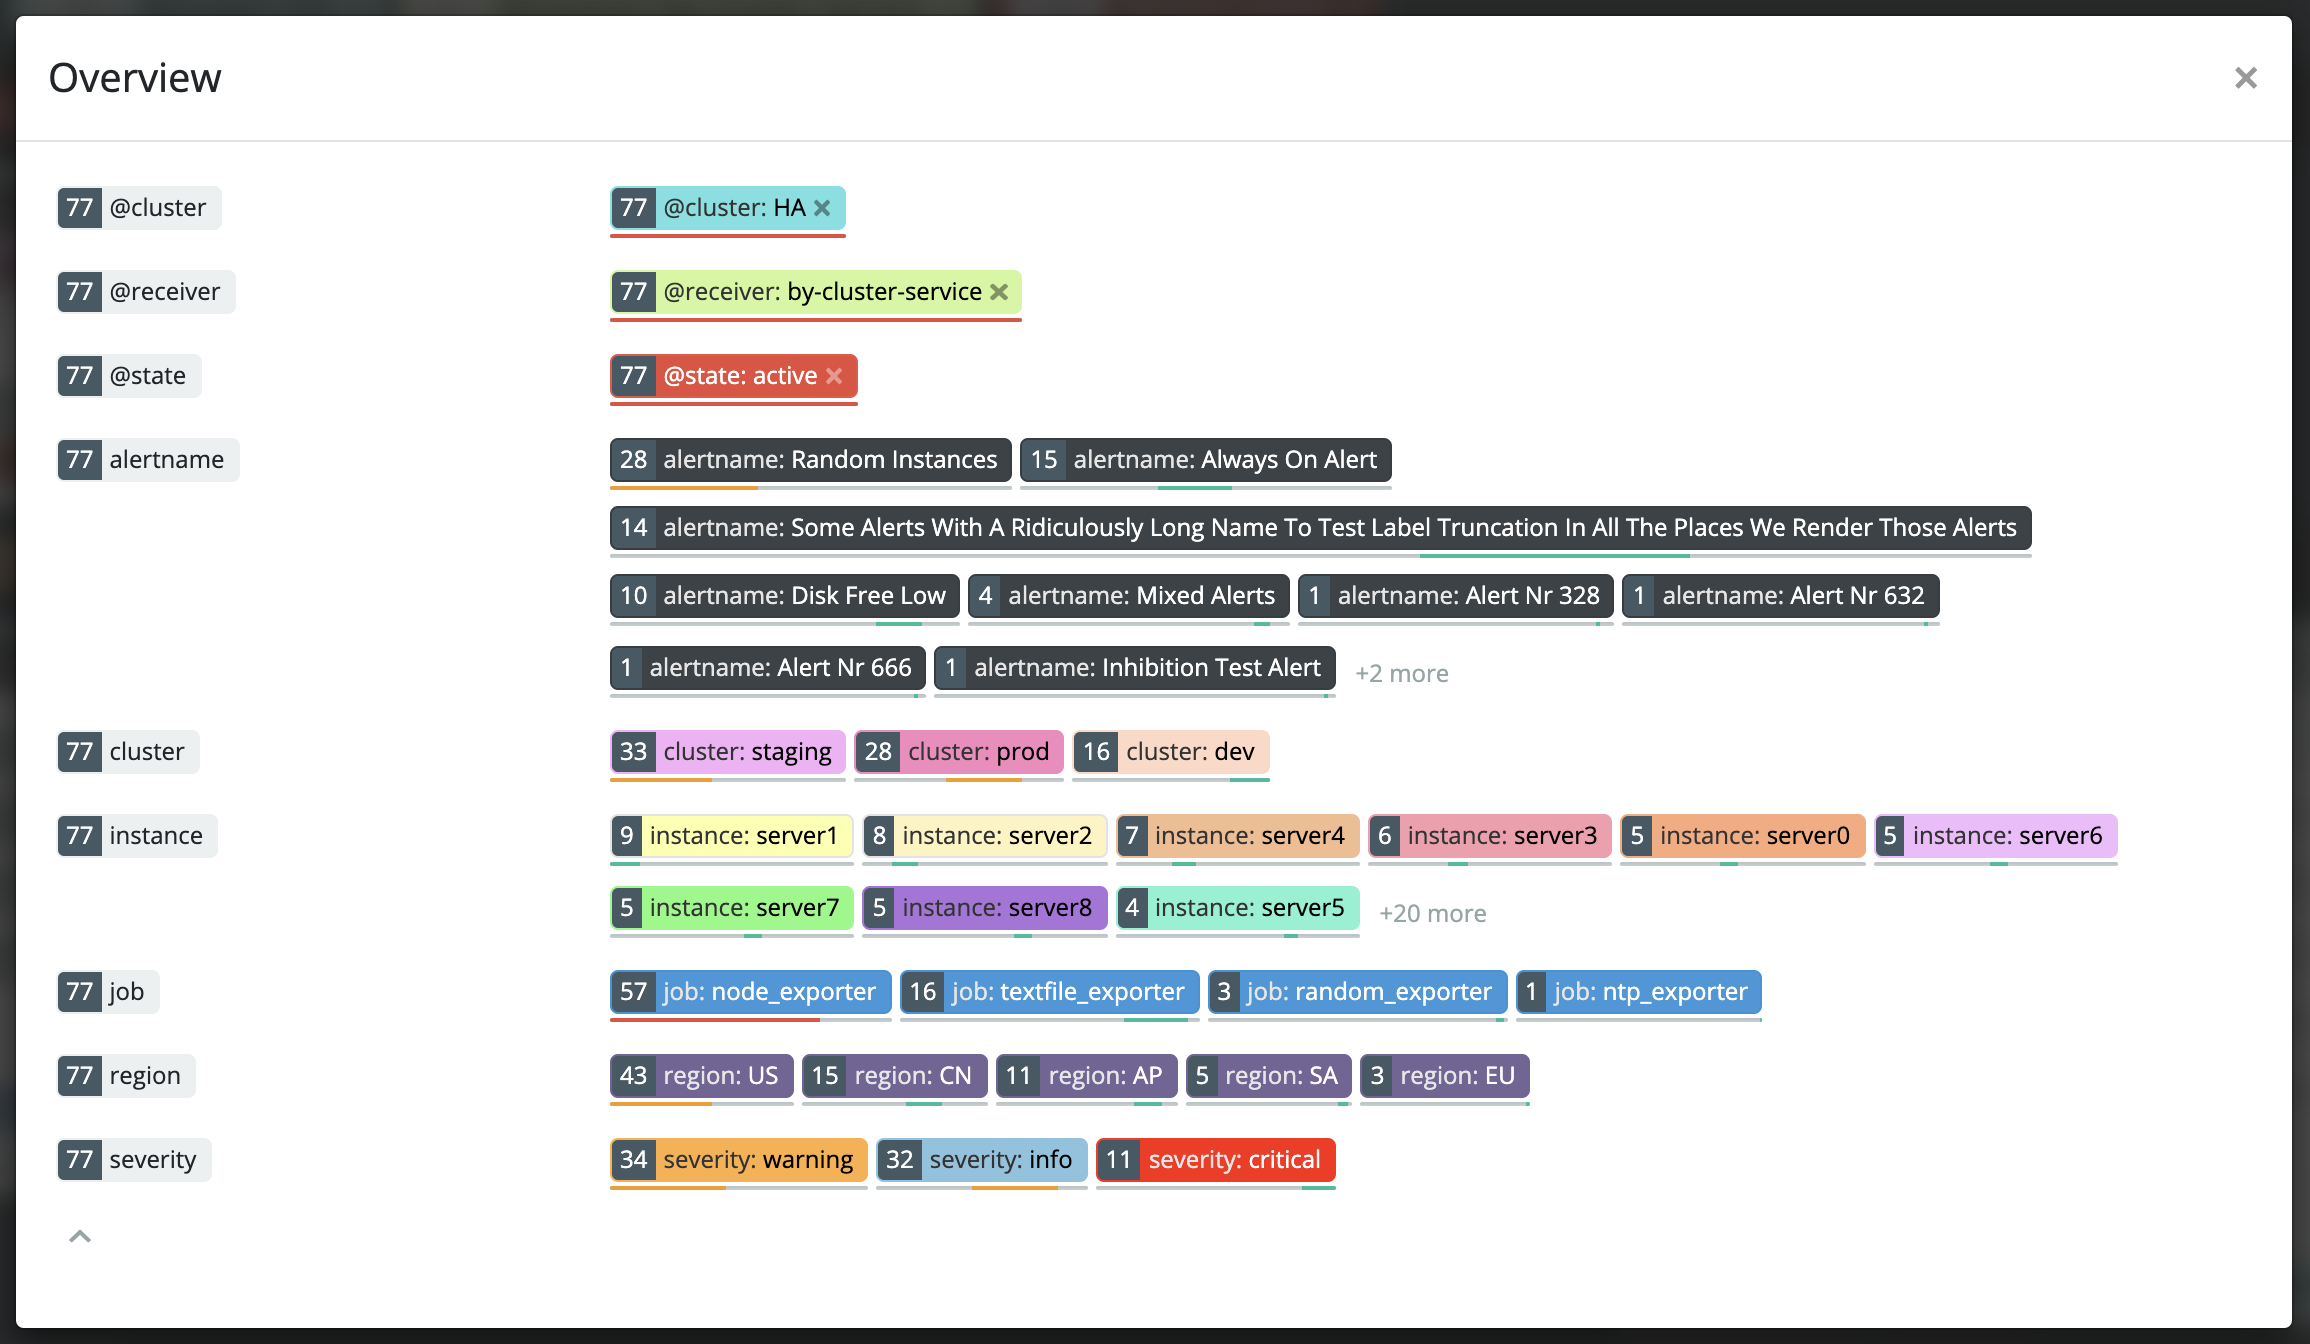 Overview
77 @cluster 77 @cluster: HA
77 @receiver 77 @receiver: by-cluster-service
77 @state 77 @state: active
77 alertname 28 alertname: Random Instances 15 alertname: Always On Alert
14 alertname: Some Alerts With A Ridiculously Long Name To Test Label Truncation In All The Places We Render Those Alerts
10 alertname: Disk Free Low 4 alertname: Mixed Alerts 1 alertname: Alert Nr 328 1 alertname: Alert Nr 632
1 alertname: Alert Nr 666 1 alertname: Inhibition Test Alert +2 more
77 cluster 33 cluster: staging 28 cluster: prod 16 cluster: dev
77 instance 9 instance: server1 8 instance: server2 7 instance: server4 6 instance: server3 5 instance: server0 5 instance: server6
5 instance: server7 5 instance: server8 4 instance: server5 +20 more
77 job 57 job: node_exporter 16 job: textfile_exporter 3 job: random_exporter 1 job: ntp_exporter
77 region 43 region: US 15 region: CN 11 region: AP 5 region: SA 3 region: EU
77 severity 34 severity: warning 32 severity: info 11 severity: critical